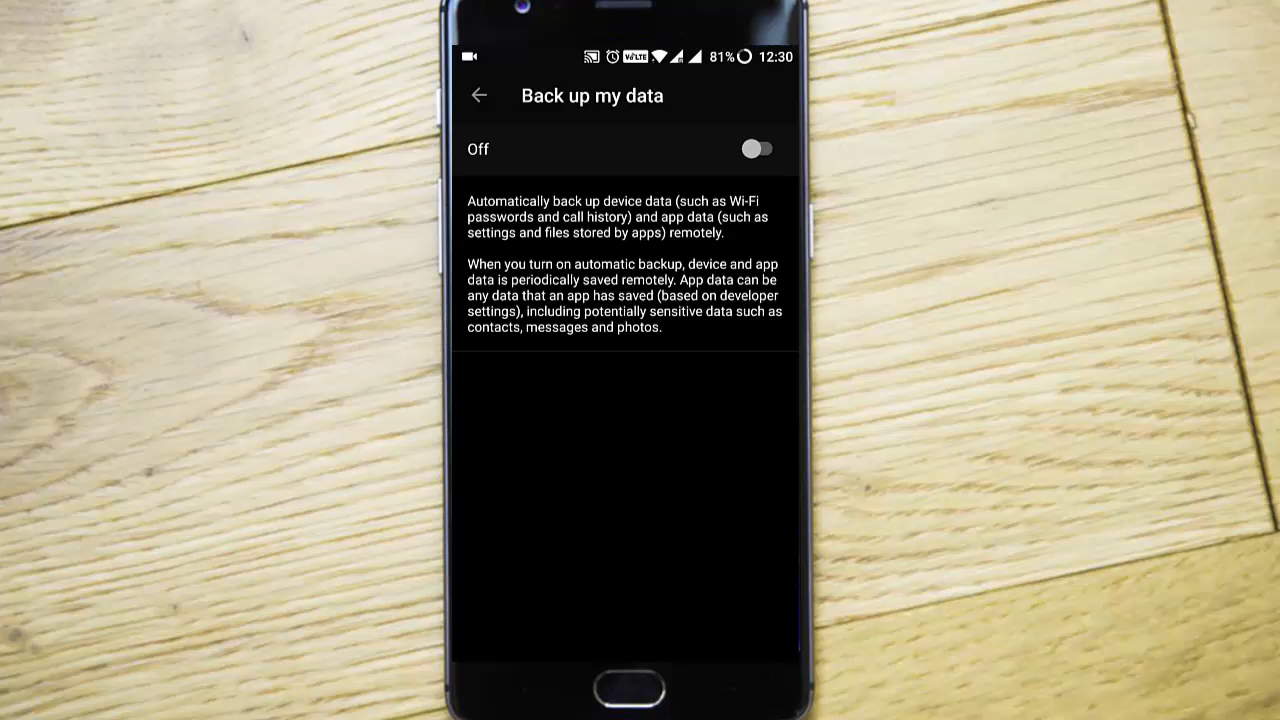 VoLTE 81% 12:30
Back up my data
Off
Automatically back up device data (such as Wi-Fi
passwords and call history) and app data (such as
settings and files stored by apps) remotely.
When you turn on automatic backup, device and app
data is periodically saved remotely. App data can be
any data that an app has saved (based on developer
settings), including potentially sensitive data such as
contacts, messages and photos.